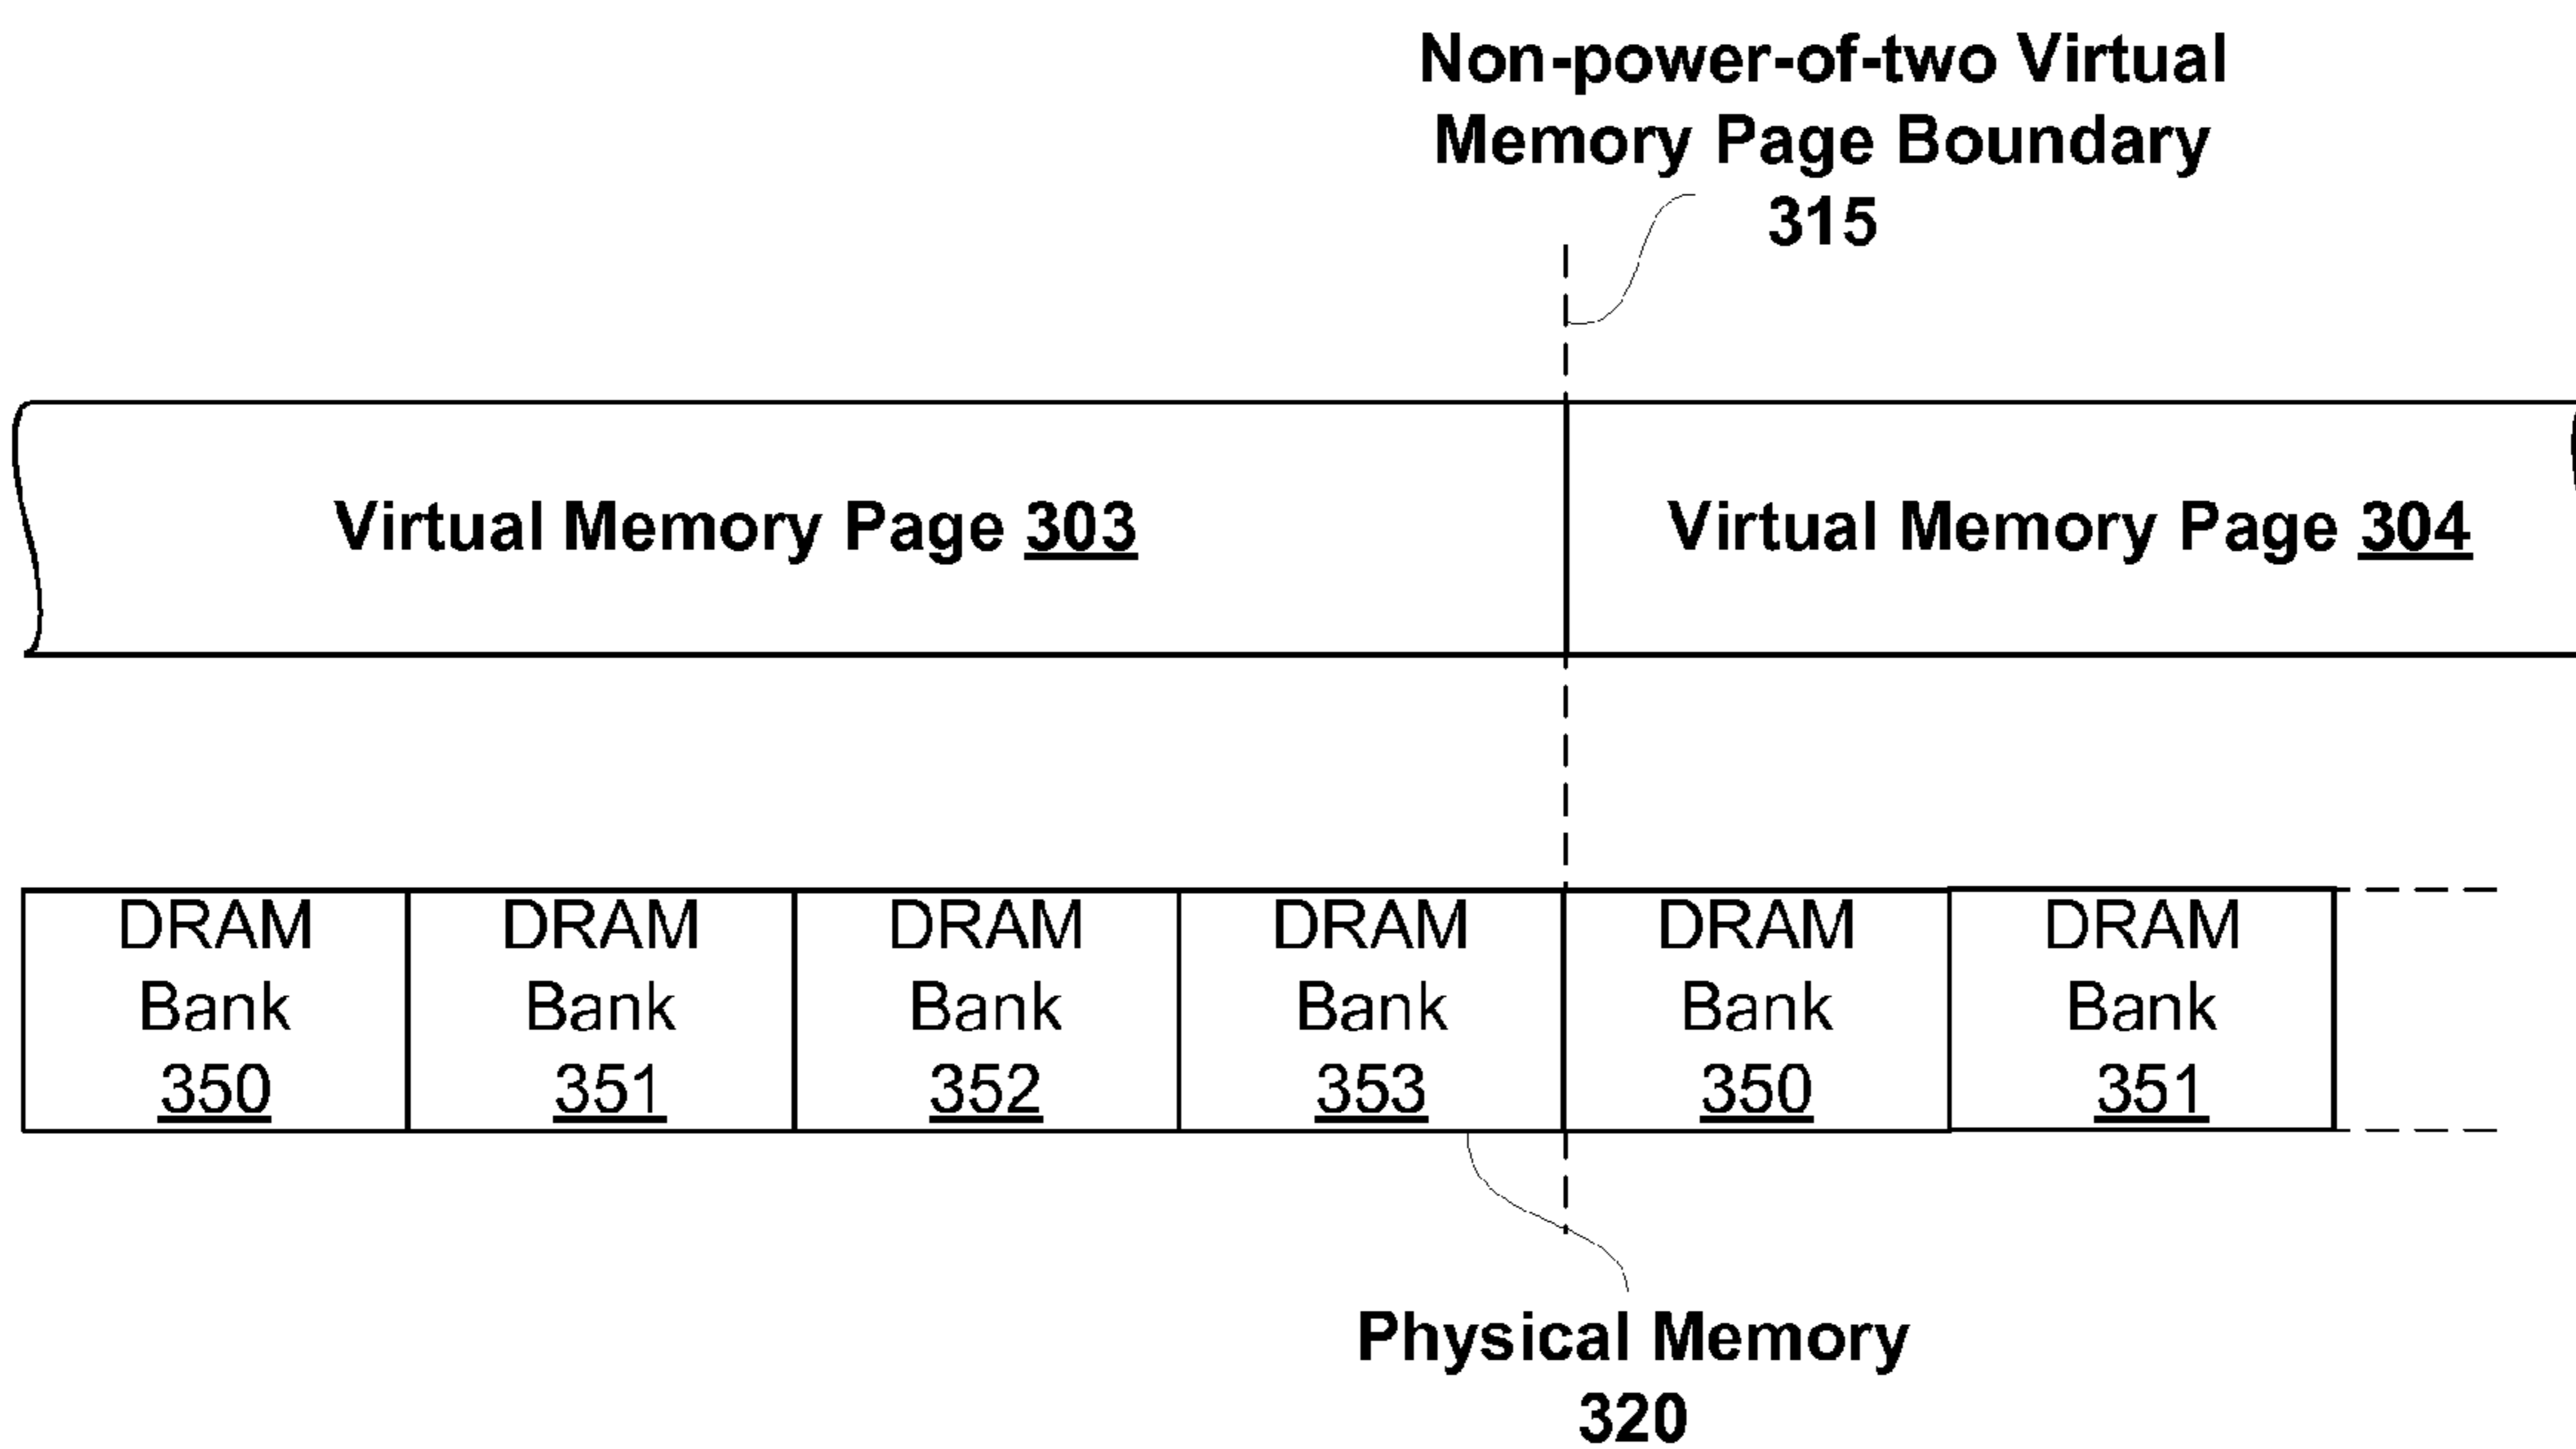 Non-power-of-two Virtual
Memory Page Boundary
315
Virtual Memory Page 303
Virtual Memory Page 304
DRAM
Bank
350
DRAM
Bank
351
DRAM
Bank
352
DRAM
Bank
353
DRAM
Bank
350
DRAM
Bank
351
Physical Memory
320